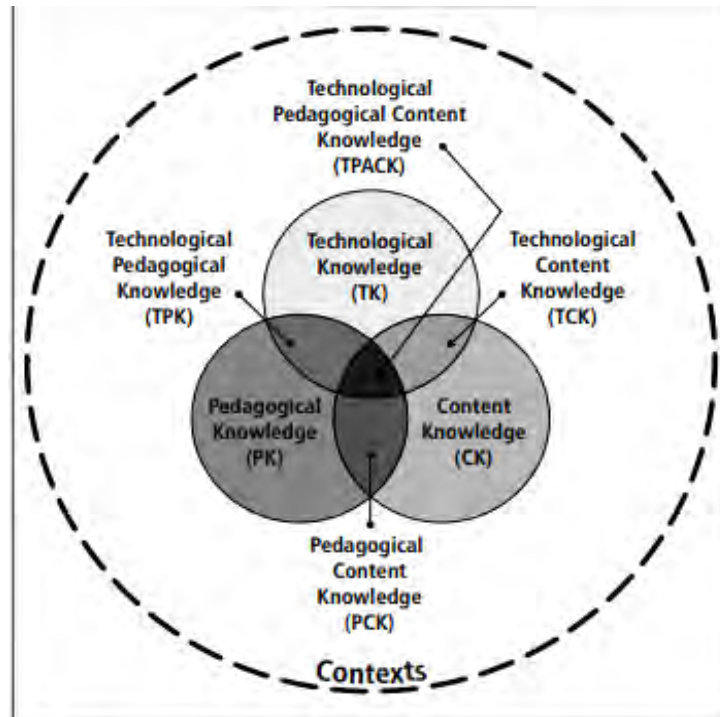 Technological
Pedagogical Content
Knowledge
(TPACK)
Technological
Pedagogical
Knowledge
(TPK)
Technological
Knowledge
(TK)
Technological
Content
Knowledge
(TCK)
Pedagogical
Knowledge
(PK)
Content
Knowledge
(CK)
Pedagogical
Content
Knowledge
(PCK)
Contexts